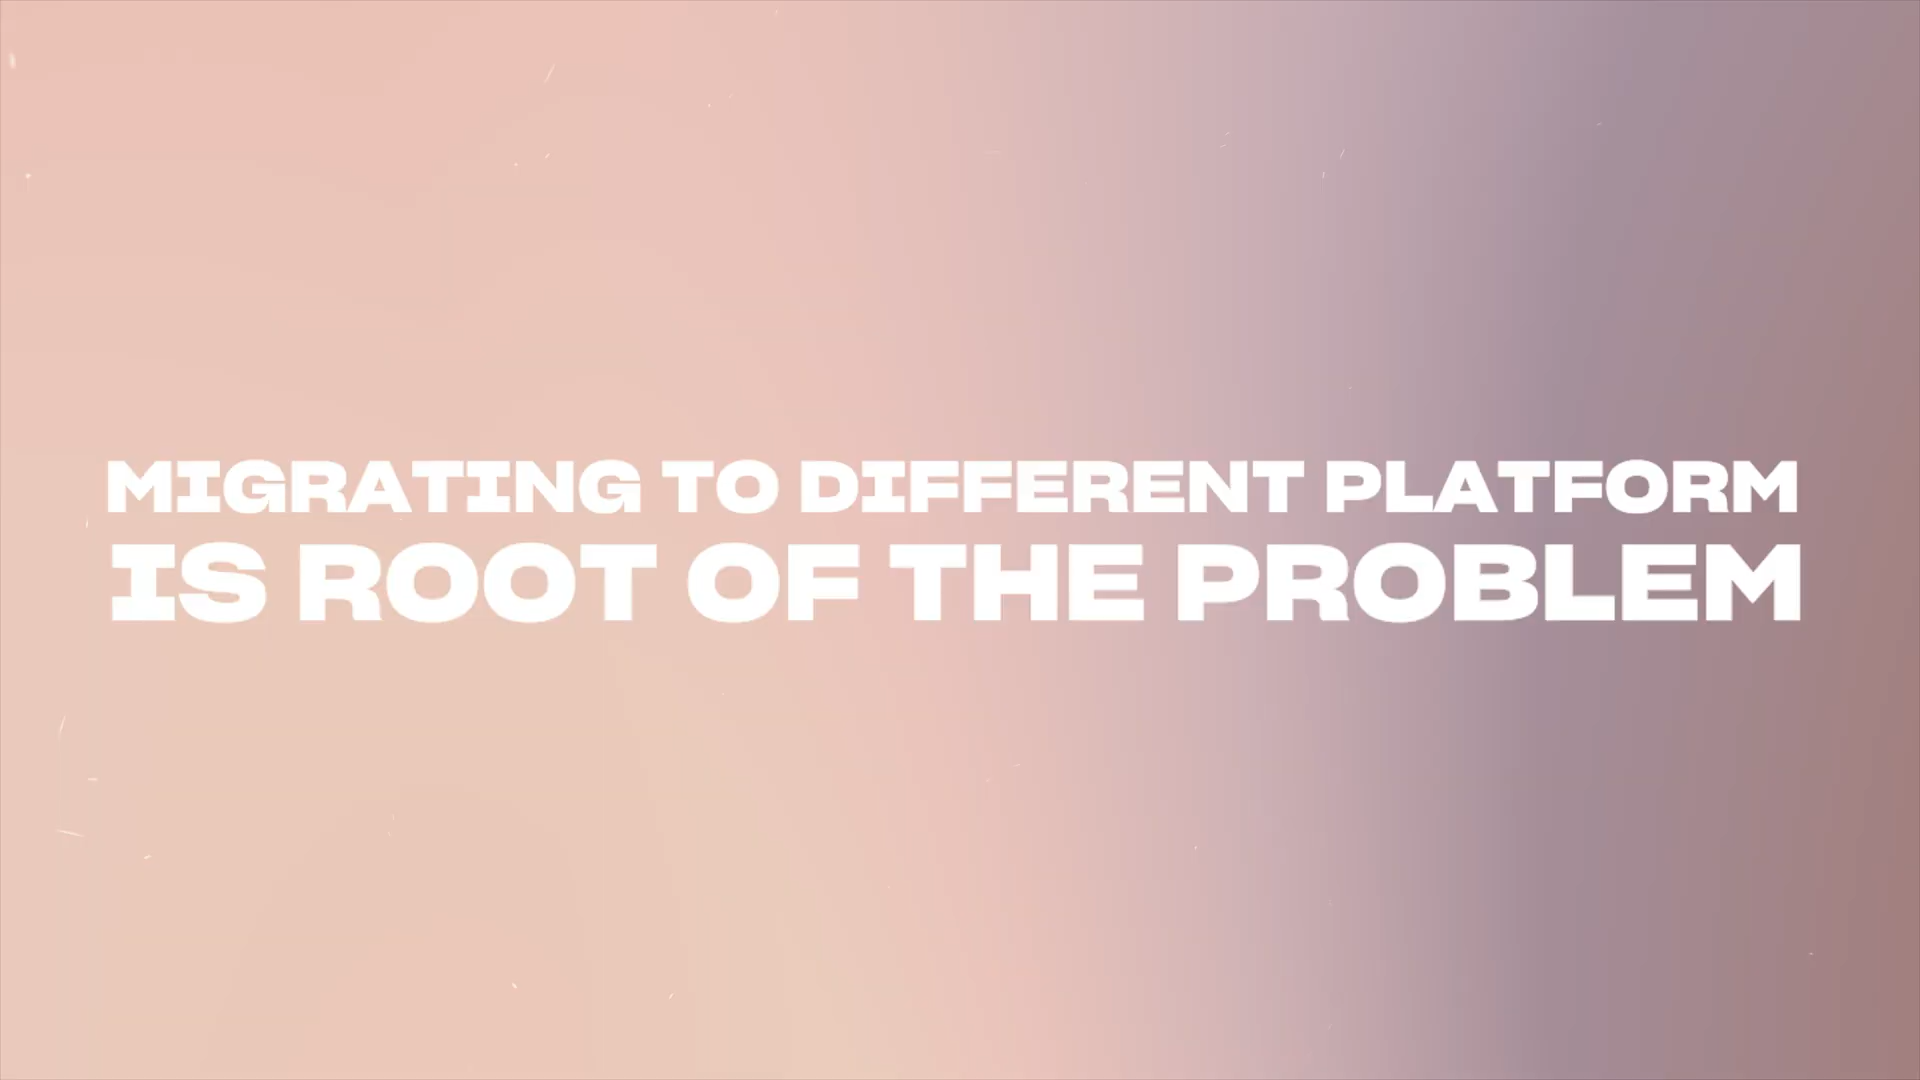 MIGRATING TO DIFFERENT PLATFORM
IS ROOT OF THE PROBLEM